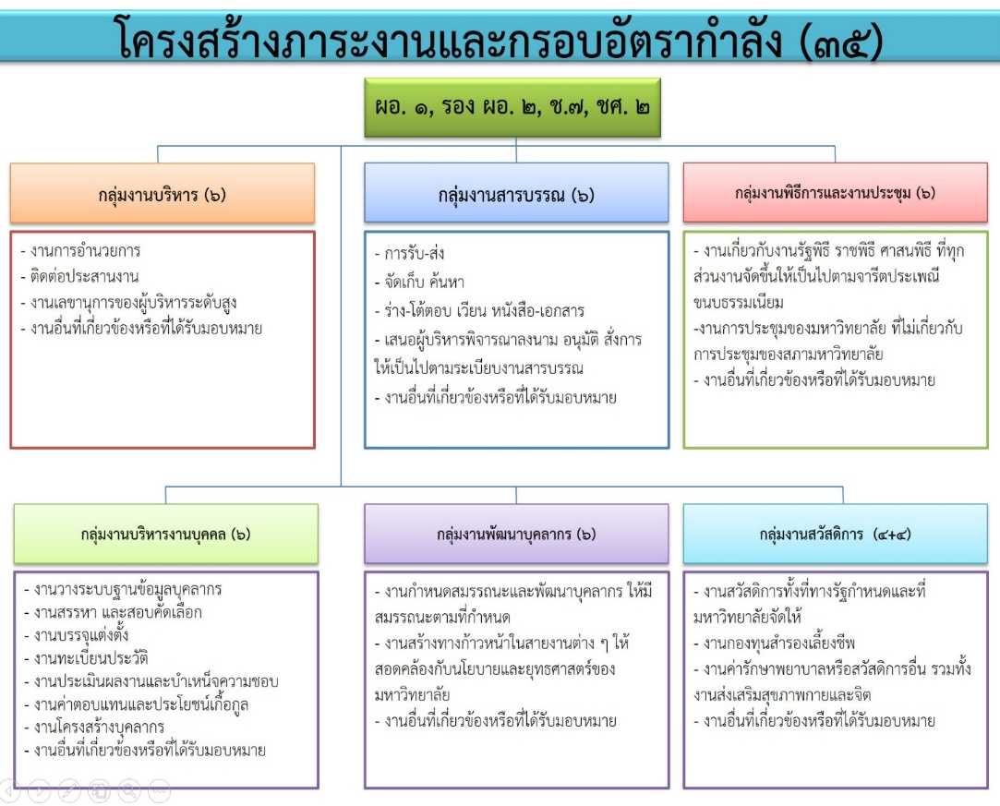 โครงสร้างภาระงานและกรอบอัตรากำลัง (๓๕)
ผอ. ๑, รอง ผอ. ๒, ช.๗, ชศ. ๒
กลุ่มงานบริหาร (๖)
- งานการอำนวยการ
- ติดต่อประสานงาน
- งานเลขานุการของผู้บริหารระดับสูง
- งานอื่นที่เกี่ยวข้องหรือที่ได้รับมอบหมาย
กลุ่มงานสารบรรณ (๖)
- การรับ-ส่ง
- จัดเก็บ ค้นหา
- ร่าง-โต้ตอบ เวียน หนังสือ-เอกสาร
- เสนอผู้บริหารพิจารณาลงนาม อนุมัติ สั่งการ
ให้เป็นไปตามระเบียบงานสารบรรณ
- งานอื่นที่เกี่ยวข้องหรือที่ได้รับมอบหมาย
กลุ่มงานพิธีการและงานประชุม (๖)
- งานเกี่ยวกับงานรัฐพิธี ราชพิธี ศาสนพิธี ที่ทุก
ส่วนงานจัดขึ้นให้เป็นไปตามจารีตประเพณี
ขนบธรรมเนียม
-งานการประชุมของมหาวิทยาลัย ที่ไม่เกี่ยวกับ
การประชุมของสภามหาวิทยาลัย
- งานอื่นที่เกี่ยวข้องหรือที่ได้รับมอบหมาย
กลุ่มงานบริหารงานบุคคล (๖)
- งานวางระบบฐานข้อมูลบุคลากร
- งานสรรหา และสอบคัดเลือก
- งานบรรจุแต่งตั้ง
- งานทะเบียนประวัติ
- งานประเมินผลงานและบำเหน็จความชอบ
- งานค่าตอบแทนและประโยชน์เกื้อกูล
- งานโครงสร้างบุคลากร
- งานอื่นที่เกี่ยวข้องหรือที่ได้รับมอบหมาย
กลุ่มงานพัฒนาบุคลากร (๖)
- งานกำหนดสมรรถนะและพัฒนาบุคลากร ให้มี
สมรรถนะตามที่กำหนด
- งานสร้างทางก้าวหน้าในสายงานต่าง ๆ ให้
สอดคล้องกับนโยบายและยุทธศาสตร์ของ
มหาวิทยาลัย
- งานอื่นที่เกี่ยวข้องหรือที่ได้รับมอบหมาย
กลุ่มงานสวัสดิการ (๔+๔)
- งานสวัสดิการทั้งที่ทางรัฐกำหนดและที่
มหาวิทยาลัยจัดให้
- งานกองทุนสำรองเลี้ยงชีพ
- งานค่ารักษาพยาบาลหรือสวัสดิการอื่น รวมทั้ง
งานส่งเสริมสุขภาพกายและจิต
- งานอื่นที่เกี่ยวข้องหรือที่ได้รับมอบหมาย